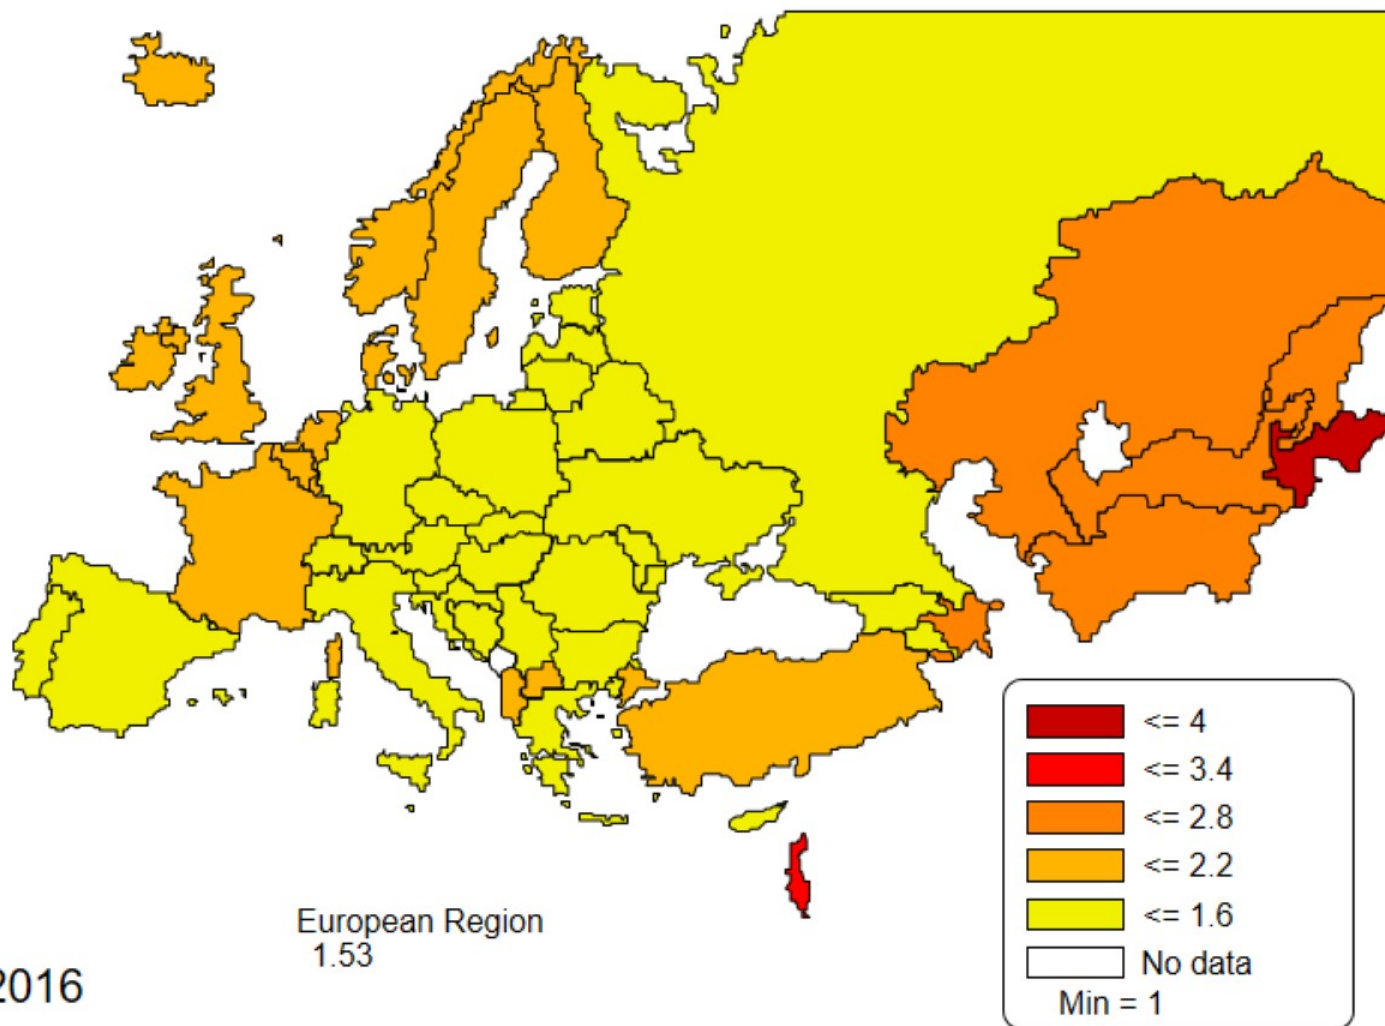 <= 4
<= 3.4
<= 2.8
<= 2.2
<= 1.6
No data
Min = 1
European Region
1.53
2016